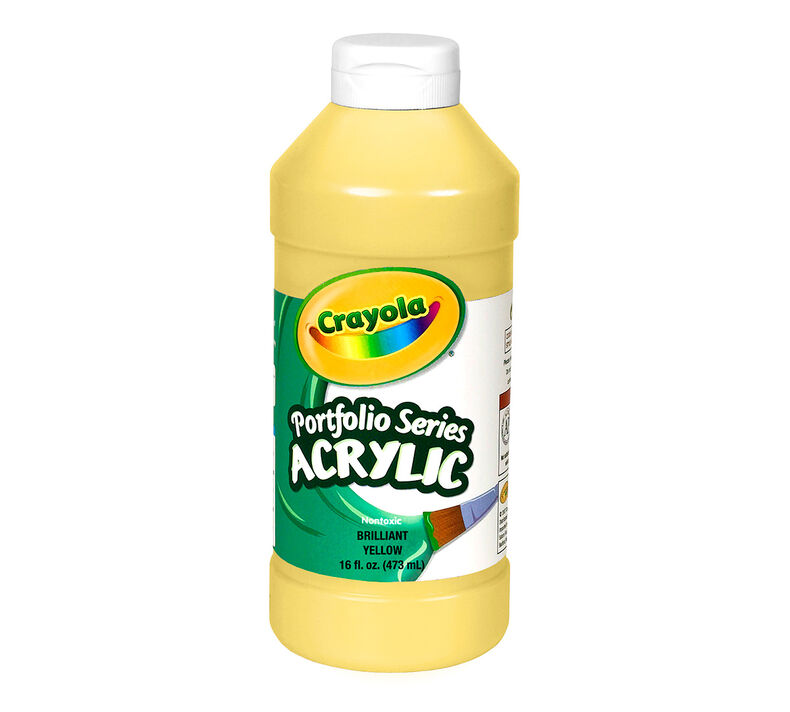 Crayola
®
Portfolio Series
ACRYLIC
Nontoxic
BRILLIANT
YELLOW
16 fl. oz. (473 mL)